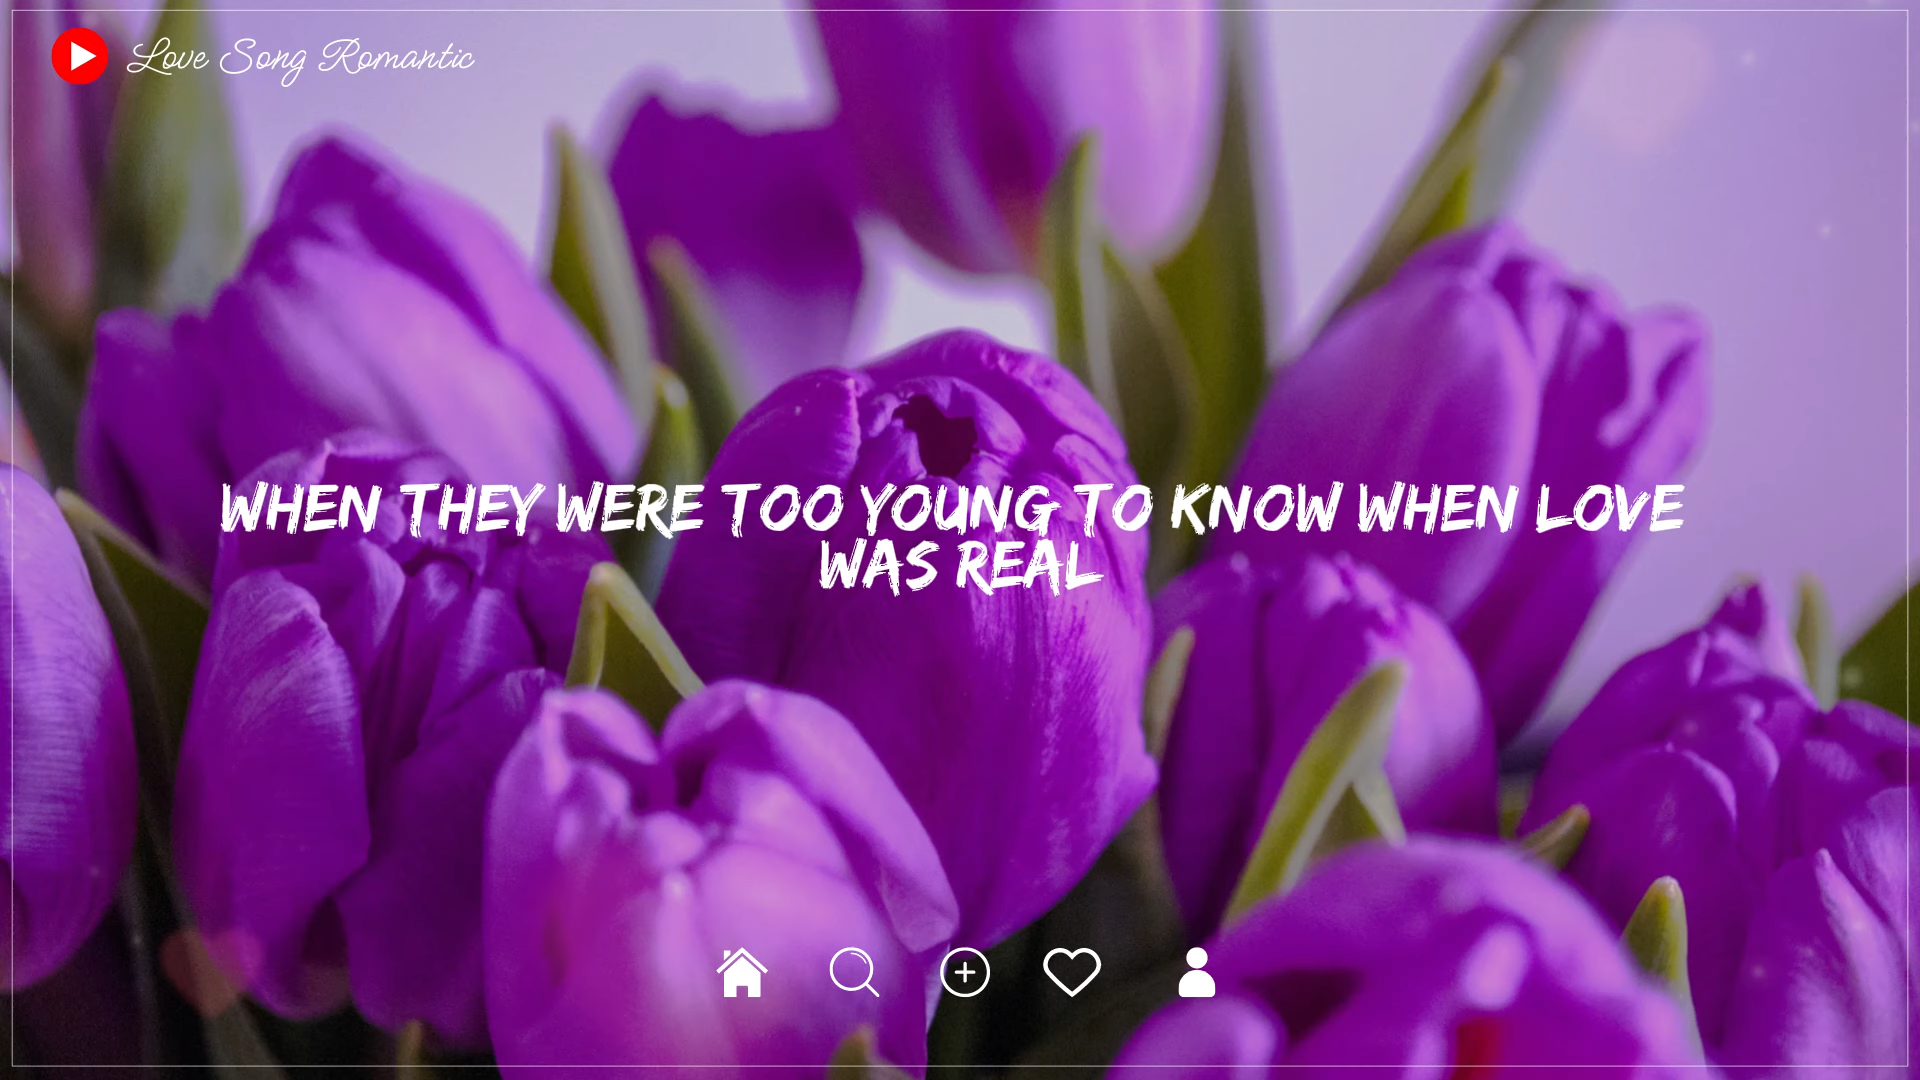 Love Song Romantic
WHEN THEY WERE TOO YOUNG TO KNOW WHEN LOVE
WAS REAL